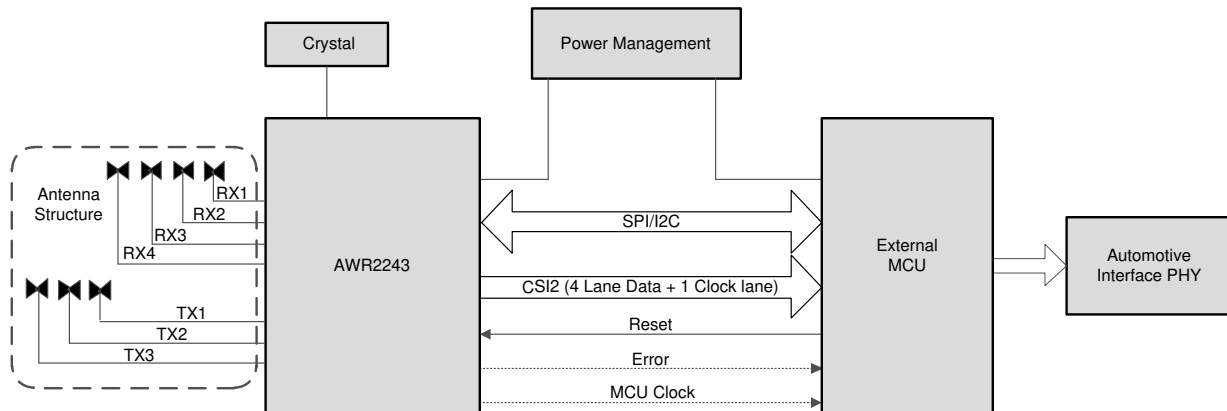 Crystal
Power Management
Antenna
Structure
RX1
RX2
RX3
RX4
TX1
TX2
TX3
AWR2243
SPI/I2C
CSI2 (4 Lane Data + 1 Clock lane)
Reset
Error
MCU Clock
External
MCU
Automotive
Interface PHY